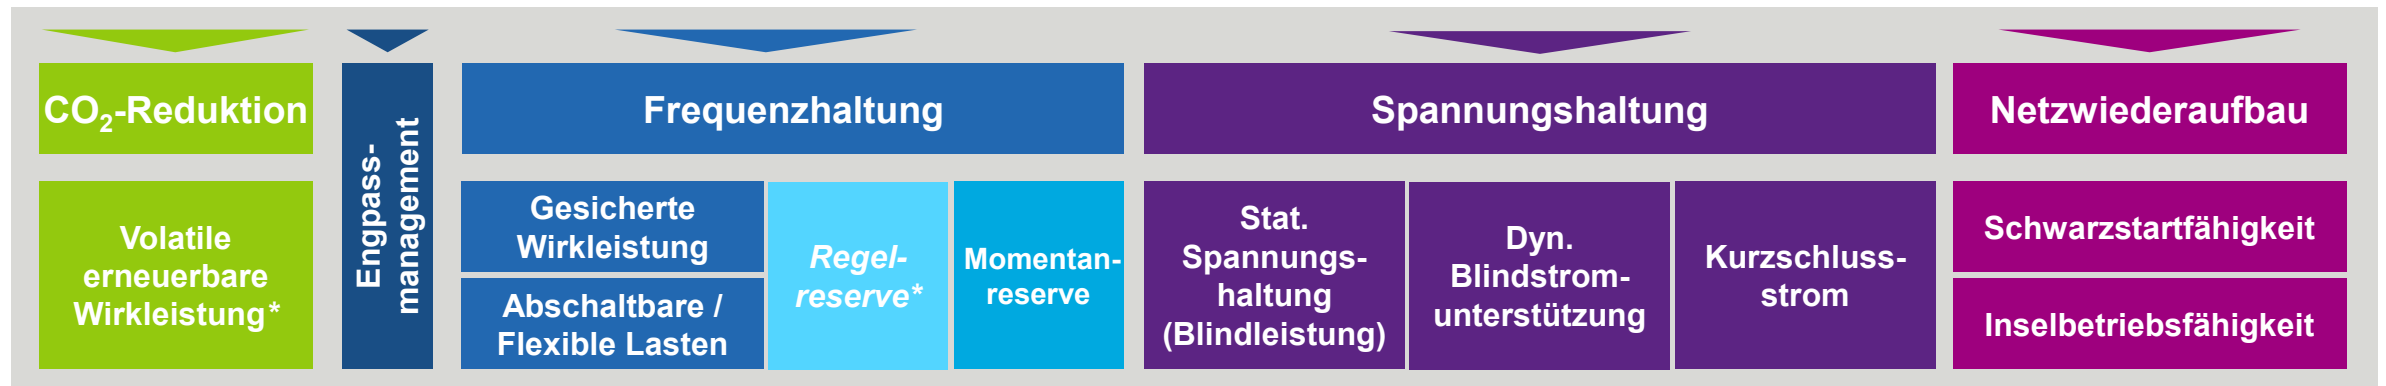 CO₂-Reduktion
Volatile
erneuerbare
Wirkleistung*
Engpass-
management
Frequenzhaltung
Gesicherte
Wirkleistung
Abschaltbare /
Flexible Lasten
Regel-
reserve*
Momentan-
reserve
Spannungshaltung
Stat.
Spannungs-
haltung
(Blindleistung)
Dyn.
Blindstrom-
unterstützung
Kurzschluss-
strom
Netzwiederaufbau
Schwarzstartfähigkeit
Inselbetriebsfähigkeit